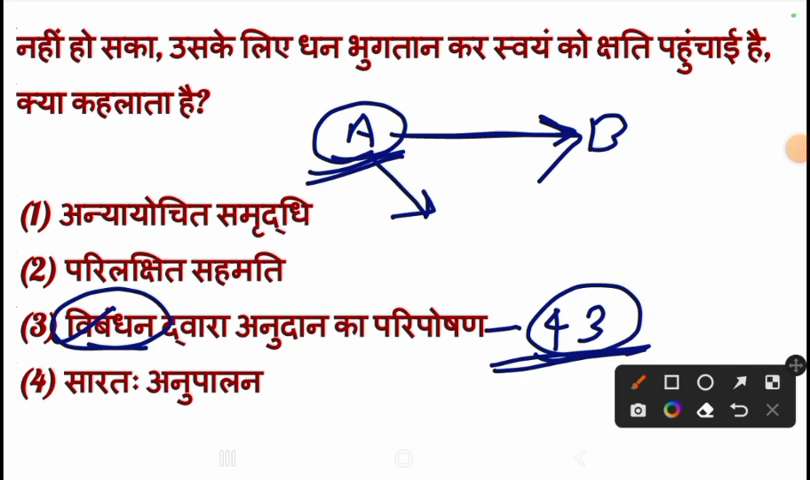 नहीं हो सका, उसके लिए धन भुगतान कर स्वयं को क्षति पहुंचाई है,
क्या कहलाता है?
A B
(1) अन्यायोचित समृद्धि
(2) परिलक्षित सहमति
(3) विबंधन द्वारा अनुदान का परिपोषण - 43
(4) सारतः अनुपालन